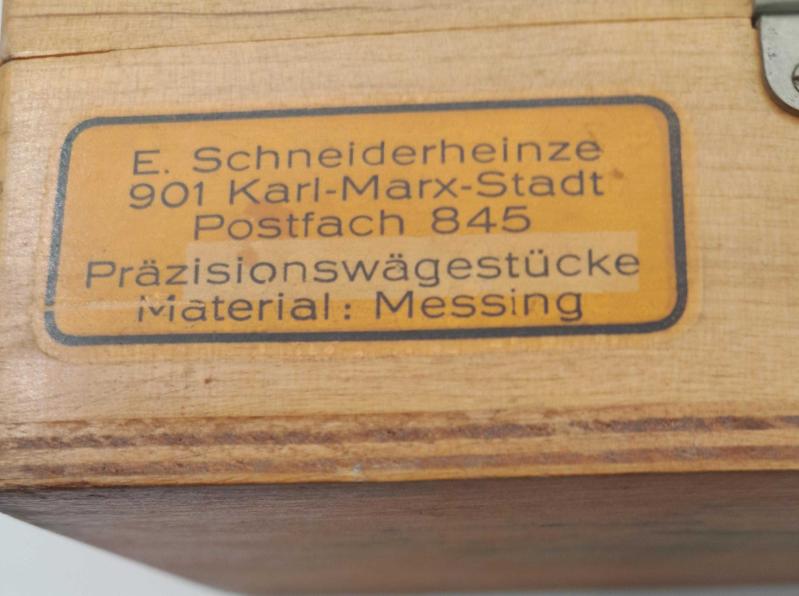 E. Schneiderheinze
901 Karl-Marx-Stadt
Postfach 845
Präzisionswägestücke
Material: Messing